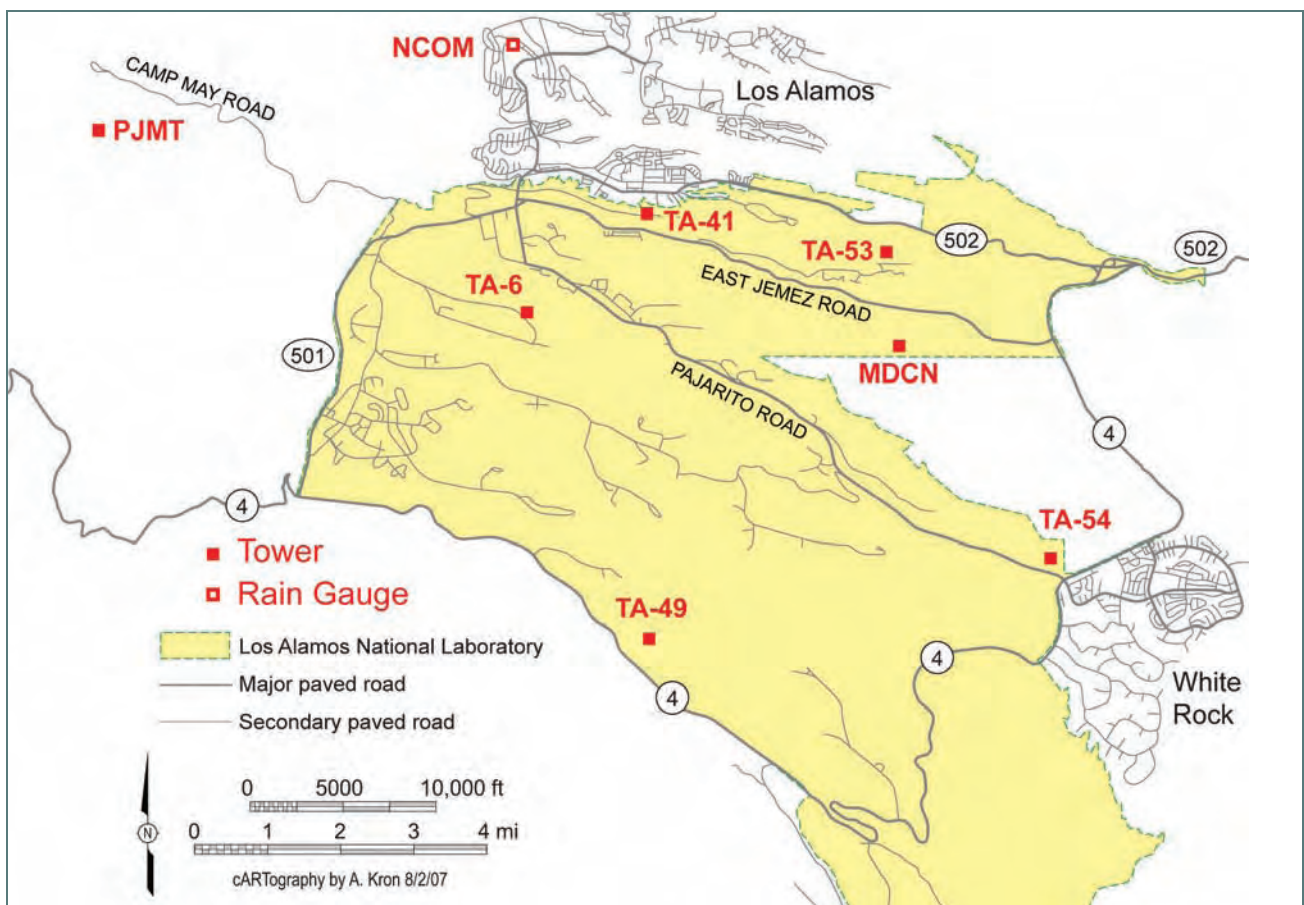 NCOM
Los Alamos
CAMP MAY ROAD
PJMT
TA-41
TA-53
502
502
TA-6
EAST JEMEZ ROAD
501
MDCN
PAJARITO ROAD
4
4
TA-54
Tower
Rain Gauge
TA-49
Los Alamos National Laboratory
4
Major paved road
4
White
Rock
Secondary paved road
0 5000 10,000 ft
N
0 1 2 3 4 mi
cARTography by A. Kron 8/2/07